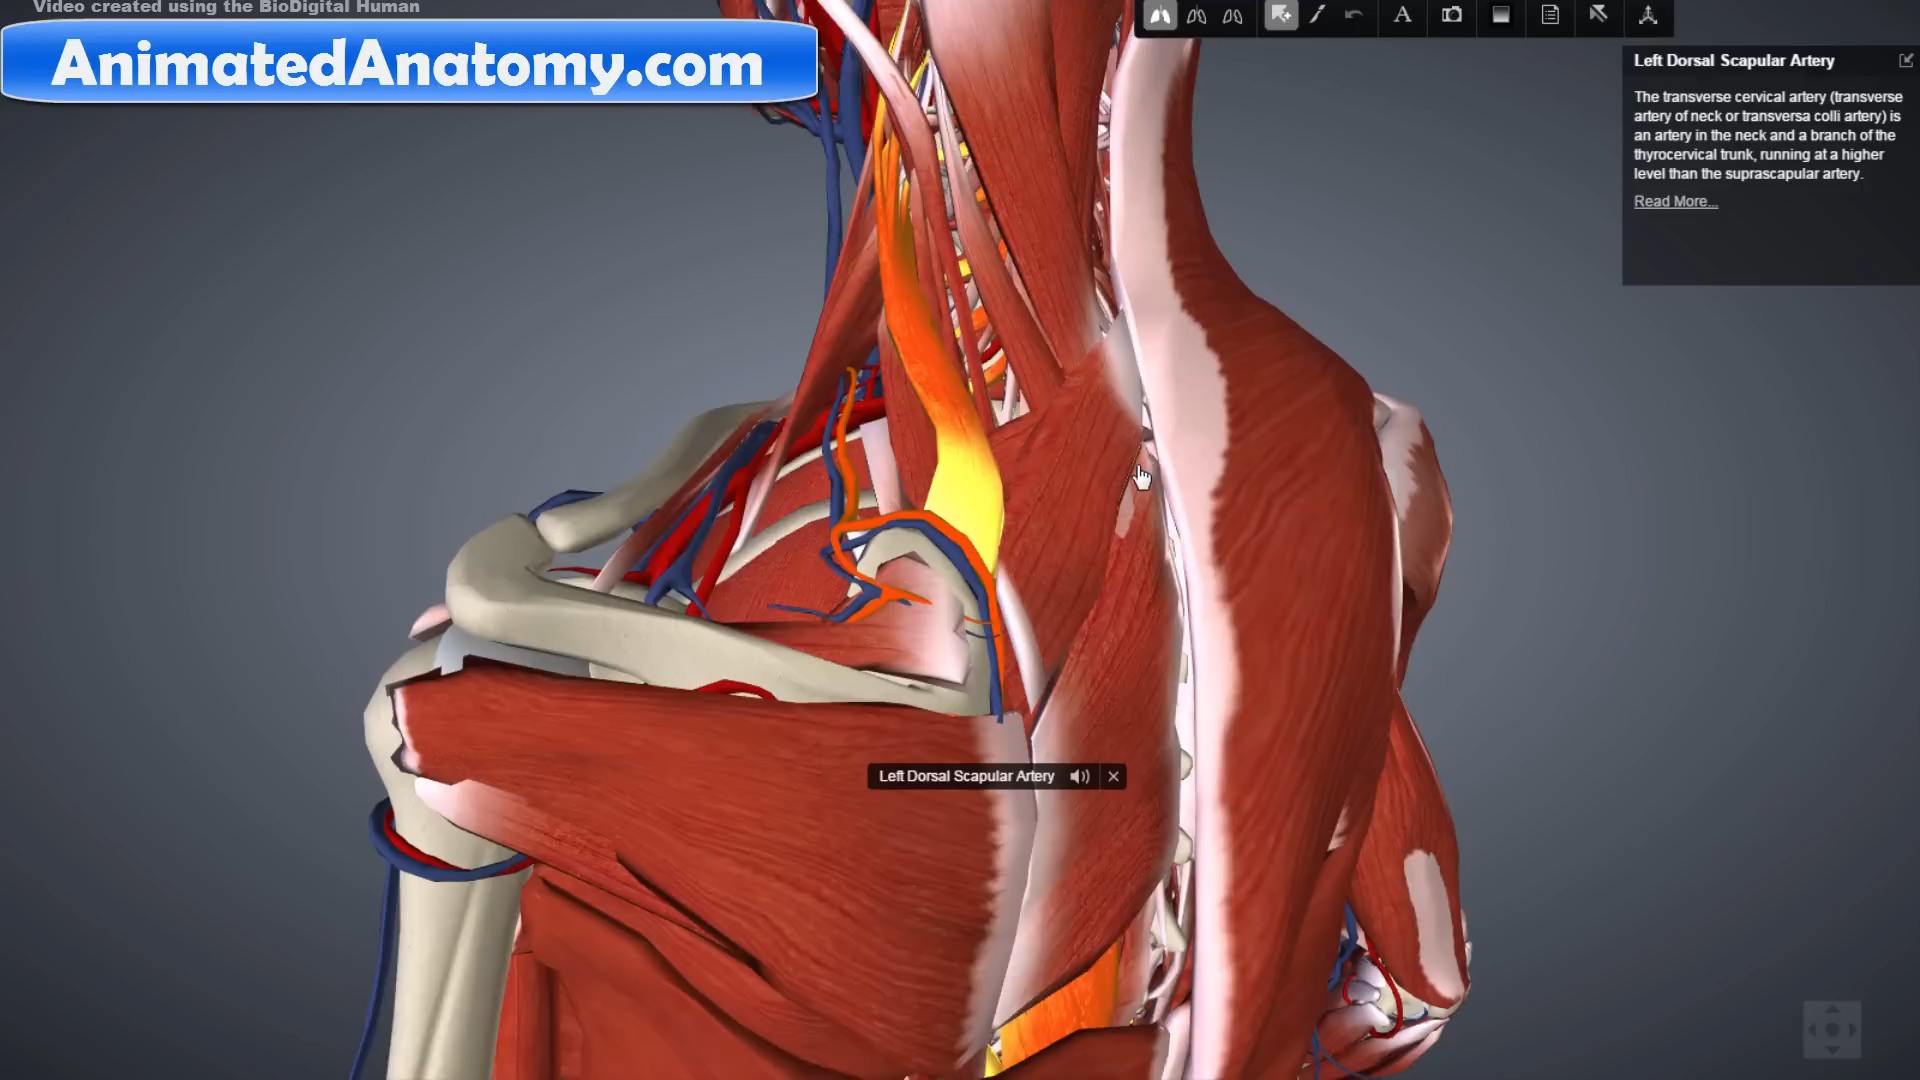 Video created using the BioDigital Human
AnimatedAnatomy.com
A
Left Dorsal Scapular Artery
The transverse cervical artery (transverse
artery of neck or transversa colli artery) is
an artery in the neck and a branch of the
thyrocervical trunk, running at a higher
level than the suprascapular artery.
Read More...
Left Dorsal Scapular Artery